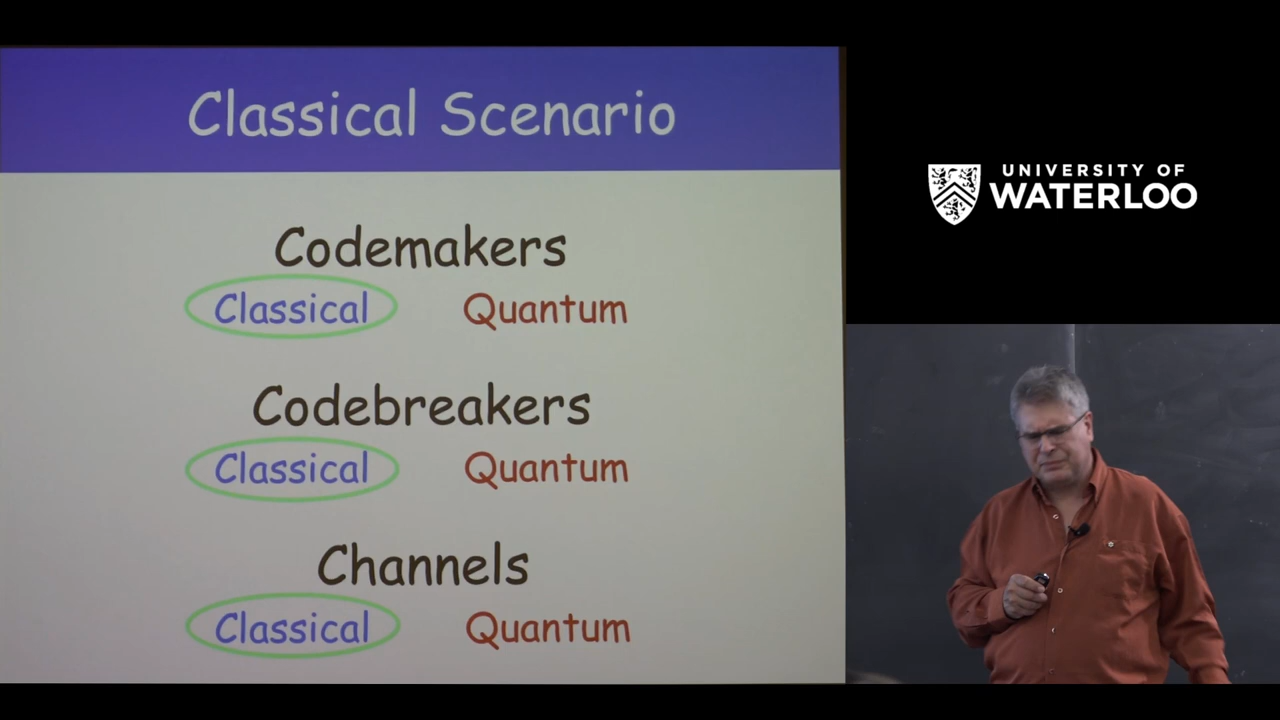 Classical Scenario
Codemakers
Classical Quantum
Codebreakers
Classical Quantum
Channels
Classical Quantum
UNIVERSITY OF
WATERLOO